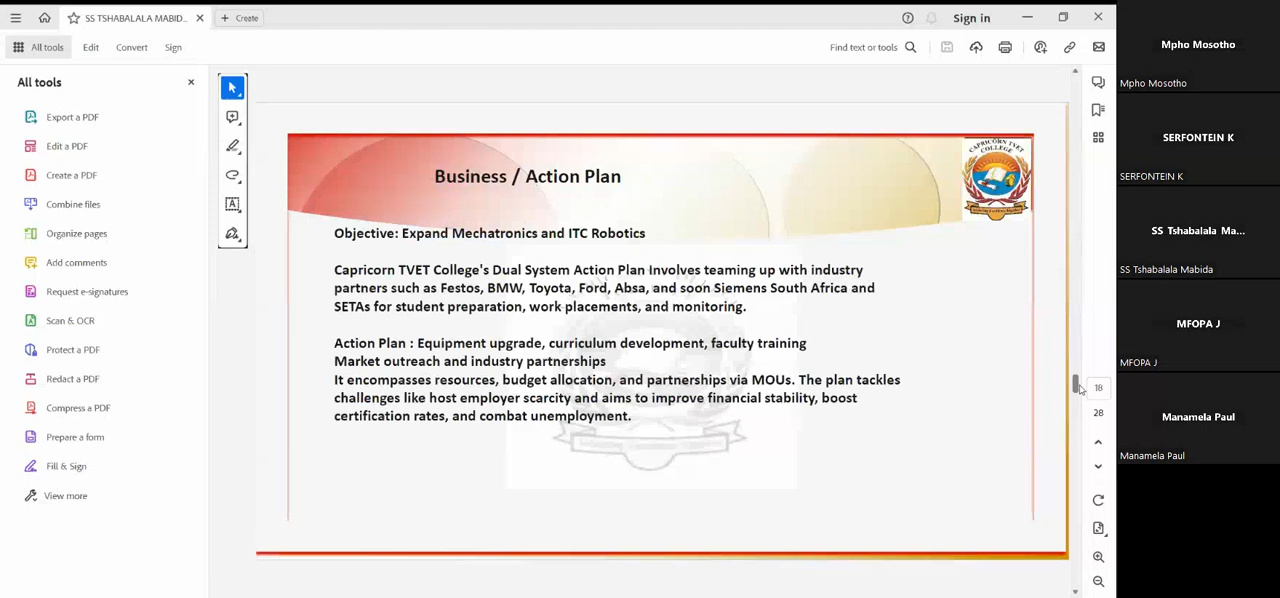 SS TSHABALALA MABID...
Create
Sign in
All tools
Edit
Convert
Sign
Find text or tools
All tools
Export a PDF
Edit a PDF
Create a PDF
Combine files
Organize pages
Add comments
Request e-signatures
Scan & OCR
Protect a PDF
Redact a PDF
Compress a PDF
Prepare a form
Fill & Sign
View more
CAPRICORN TVET
COLLEGE
Business / Action Plan
Objective: Expand Mechatronics and ITC Robotics
Capricorn TVET College's Dual System Action Plan Involves teaming up with industry
partners such as Festos, BMW, Toyota, Ford, Absa, and soon Siemens South Africa and
SETAs for student preparation, work placements, and monitoring.
Action Plan : Equipment upgrade, curriculum development, faculty training
Market outreach and industry partnerships
It encompasses resources, budget allocation, and partnerships via MOUs. The plan tackles
challenges like host employer scarcity and aims to improve financial stability, boost
certification rates, and combat unemployment.
18
28
Mpho Mosotho
Mpho Mosotho
SERFONTEIN K
SERFONTEIN K
SS Tshabalala Ma...
SS Tshabalala Mabida
MFOPA J
MFOPA J
Manamela Paul
Manamela Paul